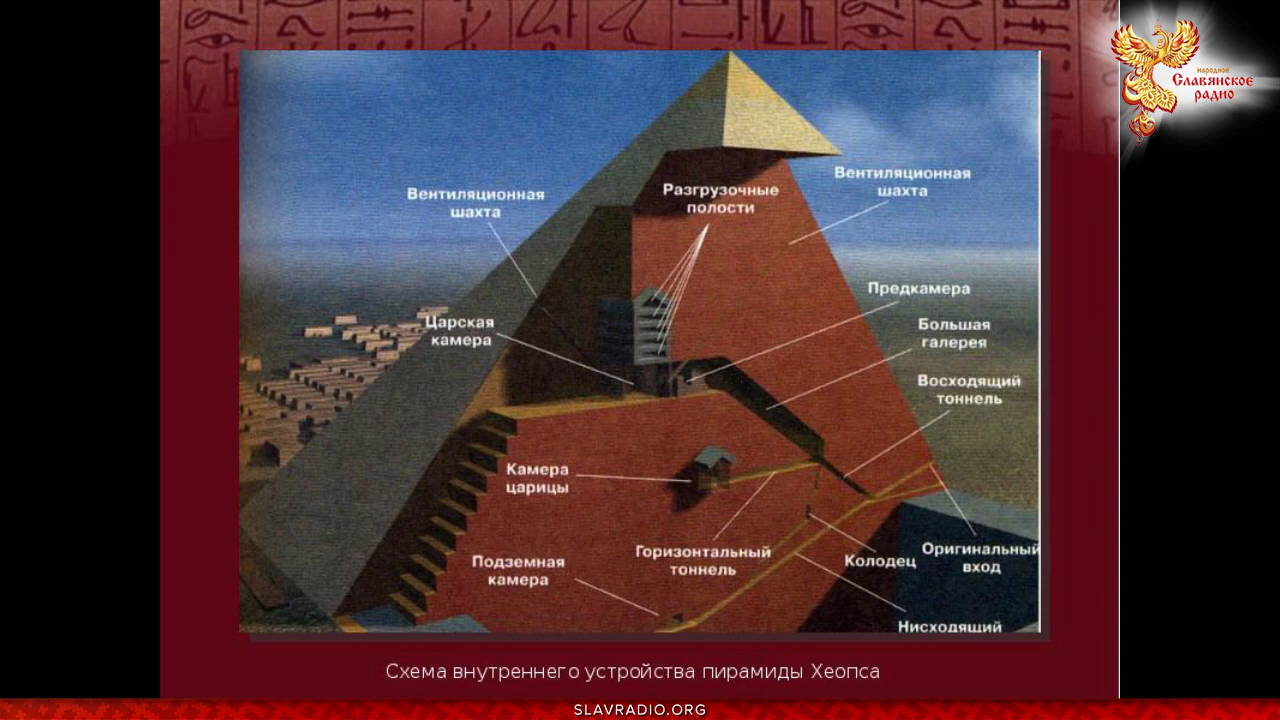 народное
Славянское
радио
Вентиляционная
шахта
Разгрузочные
полости
Вентиляционная
шахта
Предкамера
Царская
камера
Большая
галерея
Восходящий
тоннель
Камера
царицы
Горизонтальный
тоннель
Колодец
Оригинальный
вход
Подземная
камера
Нисходящий
Схема внутреннего устройства пирамиды Хеопса
SLAVRADIO.ORG